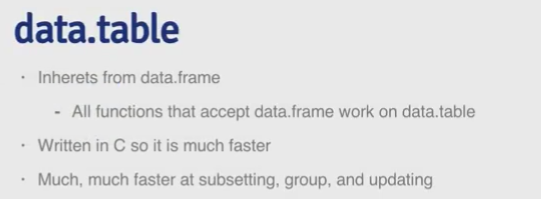 data.table
· Inherets from data.frame
- All functions that accept data.frame work on data.table
· Written in C so it is much faster
· Much, much faster at subsetting, group, and updating